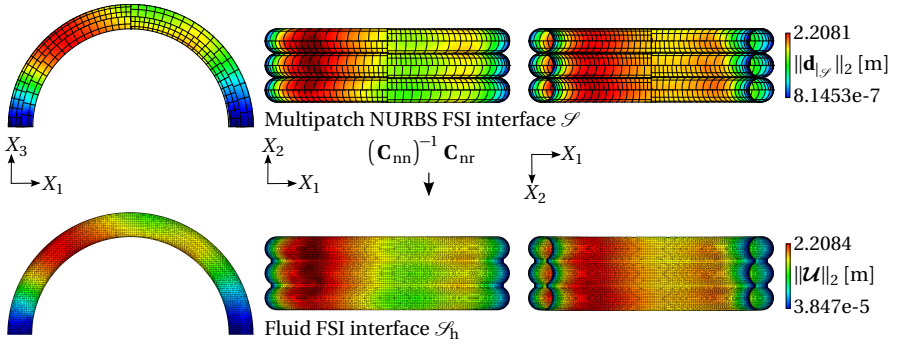 2.2081
‖d|𝒮‖2 [m]
8.1453e-7
Multipatch NURBS FSI interface 𝒮
X3
X1
X2
X1
(Cnn)−1 Cnr
X1
X2
2.2084
‖𝓤‖2 [m]
3.847e-5
Fluid FSI interface 𝒮h